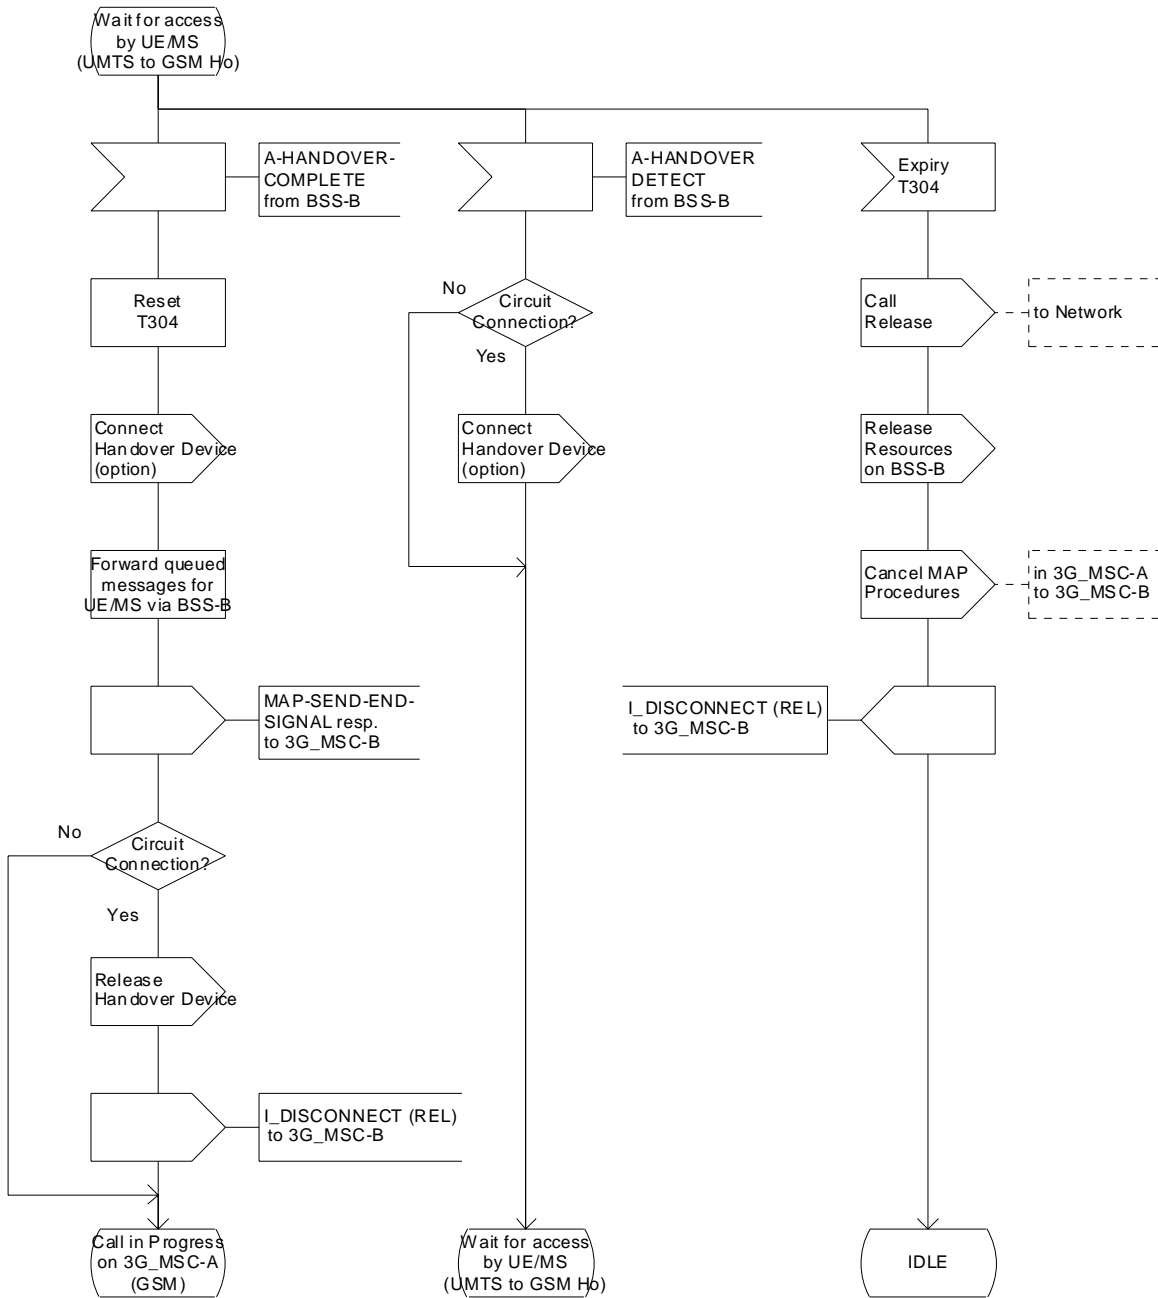 Wait for access
by UE/MS
(UMTS to GSM Ho)
A-HANDOVER-
COMPLETE
from BSS-B
A-HANDOVER
DETECT
from BSS-B
Expiry
T304
Reset
T304
No
Circuit
Connection?
Yes
Call
Release
to Network
Connect
Handover Device
(option)
Connect
Handover Device
(option)
Release
Resources
on BSS-B
Forward queued
messages for
UE/MS via BSS-B
Cancel MAP
Procedures
in 3G_MSC-A
to 3G_MSC-B
MAP-SEND-END-
SIGNAL resp.
to 3G_MSC-B
I_DISCONNECT (REL)
to 3G_MSC-B
No
Circuit
Connection?
Yes
Release
Handover Device
I_DISCONNECT (REL)
to 3G_MSC-B
Call in Progress
on 3G_MSC-A
(GSM)
Wait for access
by UE/MS
(UMTS to GSM Ho)
IDLE